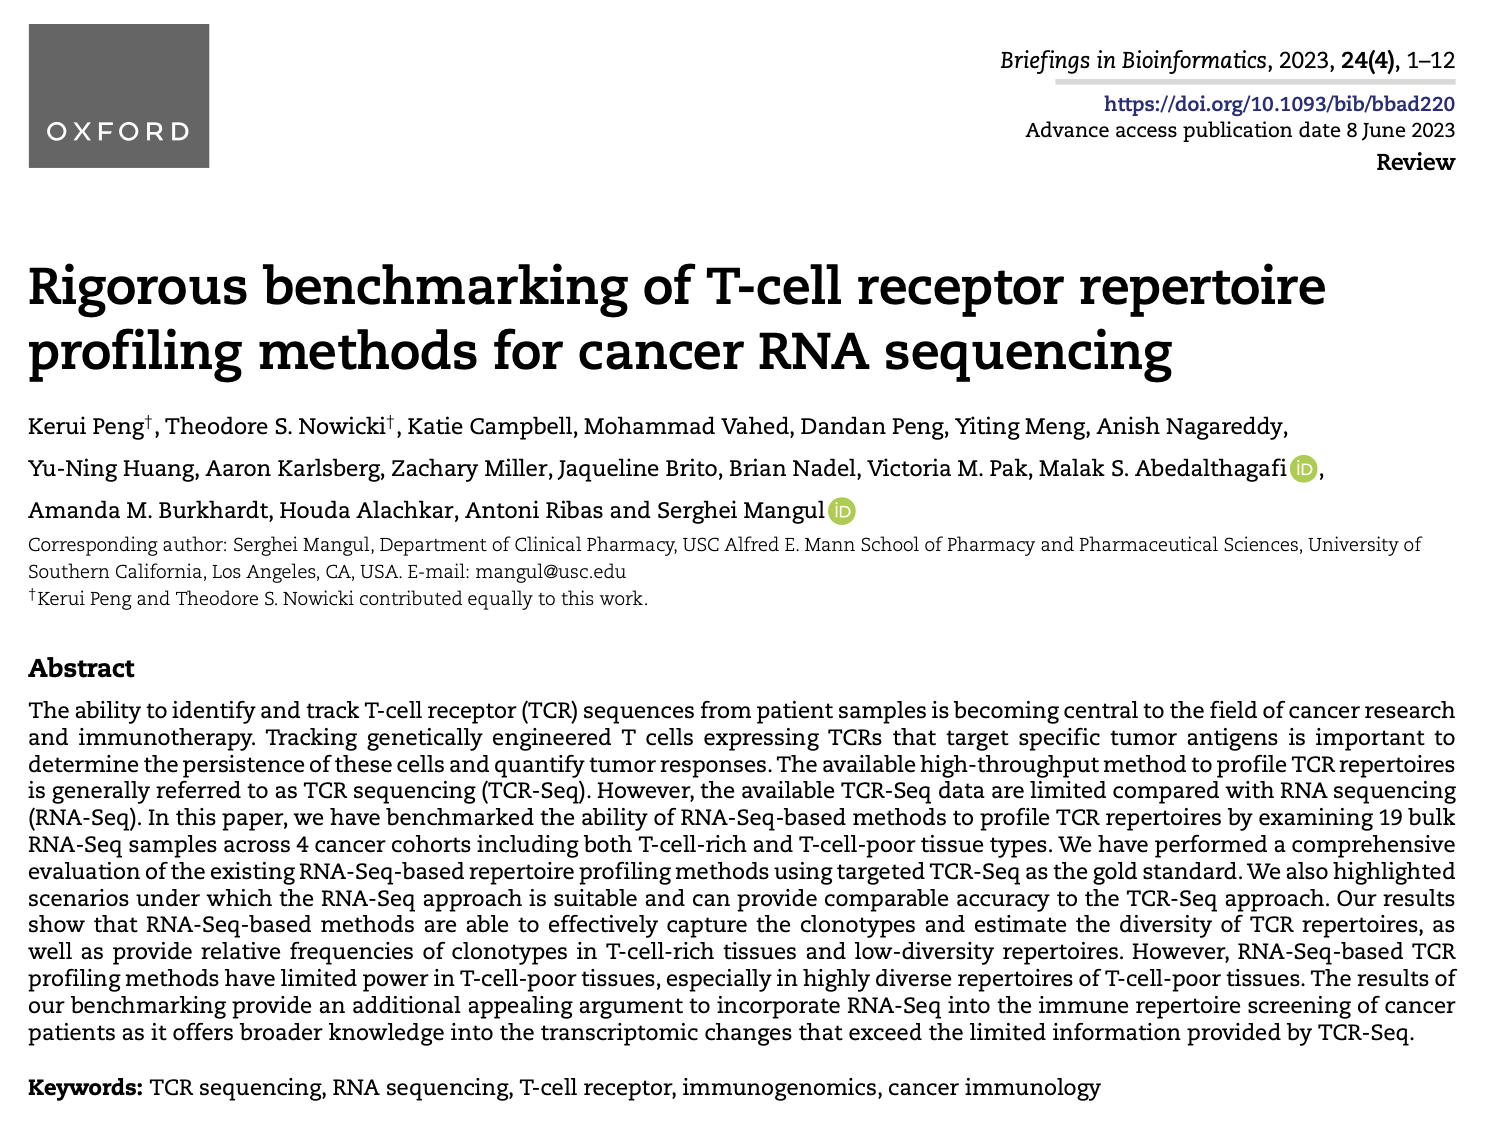 OXFORD
Briefings in Bioinformatics, 2023, 24(4), 1–12
https://doi.org/10.1093/bib/bbad220
Advance access publication date 8 June 2023
Review
Rigorous benchmarking of T-cell receptor repertoire
profiling methods for cancer RNA sequencing
Kerui Peng†, Theodore S. Nowicki†, Katie Campbell, Mohammad Vahed, Dandan Peng, Yiting Meng, Anish Nagareddy,
Yu-Ning Huang, Aaron Karlsberg, Zachary Miller, Jaqueline Brito, Brian Nadel, Victoria M. Pak, Malak S. Abedalthagafi iD,
Amanda M. Burkhardt, Houda Alachkar, Antoni Ribas and Serghei Mangul iD
Corresponding author: Serghei Mangul, Department of Clinical Pharmacy, USC Alfred E. Mann School of Pharmacy and Pharmaceutical Sciences, University of
Southern California, Los Angeles, CA, USA. E-mail: mangul@usc.edu
†Kerui Peng and Theodore S. Nowicki contributed equally to this work.
Abstract
The ability to identify and track T-cell receptor (TCR) sequences from patient samples is becoming central to the field of cancer research
and immunotherapy. Tracking genetically engineered T cells expressing TCRs that target specific tumor antigens is important to
determine the persistence of these cells and quantify tumor responses. The available high-throughput method to profile TCR repertoires
is generally referred to as TCR sequencing (TCR-Seq). However, the available TCR-Seq data are limited compared with RNA sequencing
(RNA-Seq). In this paper, we have benchmarked the ability of RNA-Seq-based methods to profile TCR repertoires by examining 19 bulk
RNA-Seq samples across 4 cancer cohorts including both T-cell-rich and T-cell-poor tissue types. We have performed a comprehensive
evaluation of the existing RNA-Seq-based repertoire profiling methods using targeted TCR-Seq as the gold standard. We also highlighted
scenarios under which the RNA-Seq approach is suitable and can provide comparable accuracy to the TCR-Seq approach. Our results
show that RNA-Seq-based methods are able to effectively capture the clonotypes and estimate the diversity of TCR repertoires, as
well as provide relative frequencies of clonotypes in T-cell-rich tissues and low-diversity repertoires. However, RNA-Seq-based TCR
profiling methods have limited power in T-cell-poor tissues, especially in highly diverse repertoires of T-cell-poor tissues. The results of
our benchmarking provide an additional appealing argument to incorporate RNA-Seq into the immune repertoire screening of cancer
patients as it offers broader knowledge into the transcriptomic changes that exceed the limited information provided by TCR-Seq.
Keywords: TCR sequencing, RNA sequencing, T-cell receptor, immunogenomics, cancer immunology